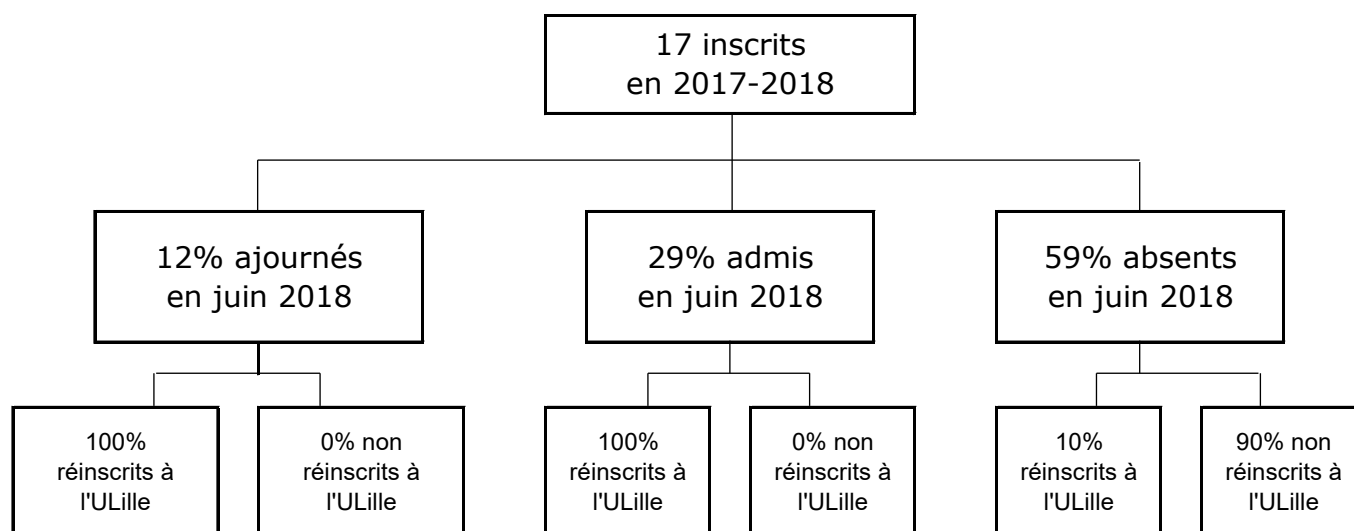 17 inscrits
en 2017-2018
12% ajournés
en juin 2018
29% admis
en juin 2018
59% absents
en juin 2018
100%
réinscrits à
l'ULille
0% non
réinscrits à
l'ULille
100%
réinscrits à
l'ULille
0% non
réinscrits à
l'ULille
10%
réinscrits à
l'ULille
90% non
réinscrits à
l'ULille